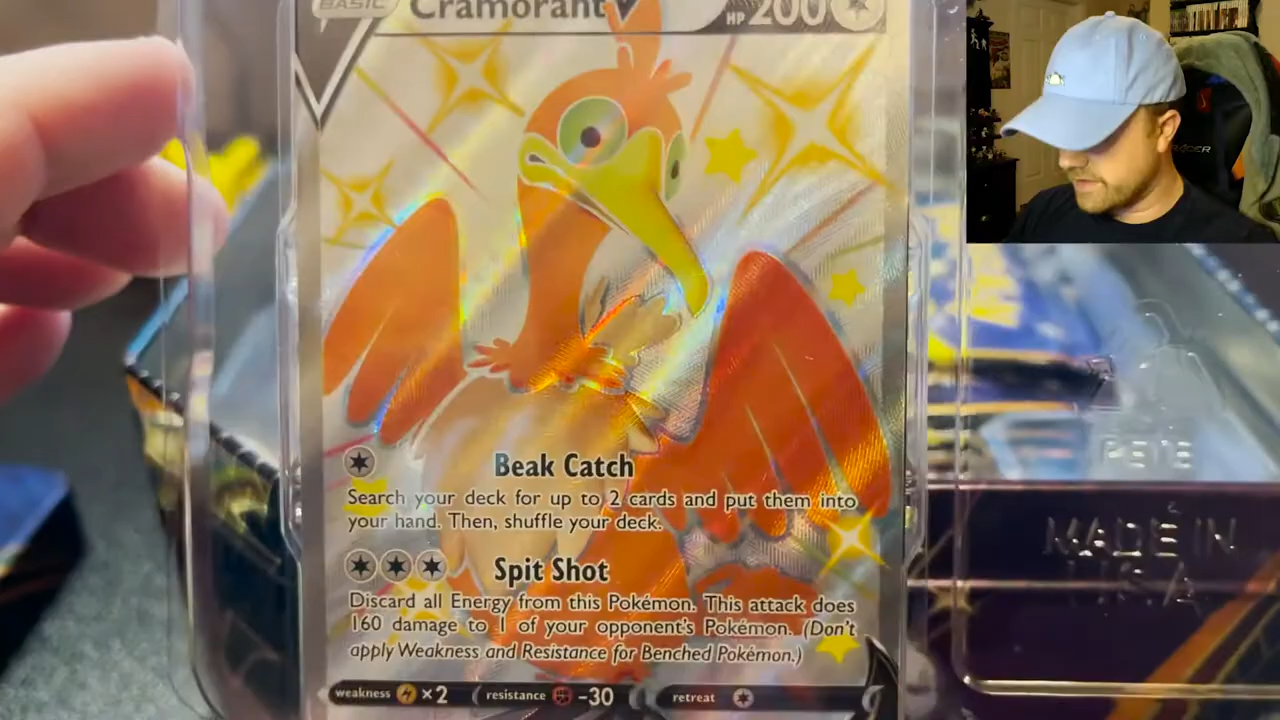 BASIC Cramorant V HP 200
Beak Catch
Search your deck for up to 2 cards and put them into
your hand. Then, shuffle your deck.
Spit Shot
Discard all Energy from this Pokémon. This attack does
160 damage to 1 of your opponent's Pokémon. (Don't
apply Weakness and Resistance for Benched Pokémon.)
weakness ×2 resistance -30 retreat
MADE IN